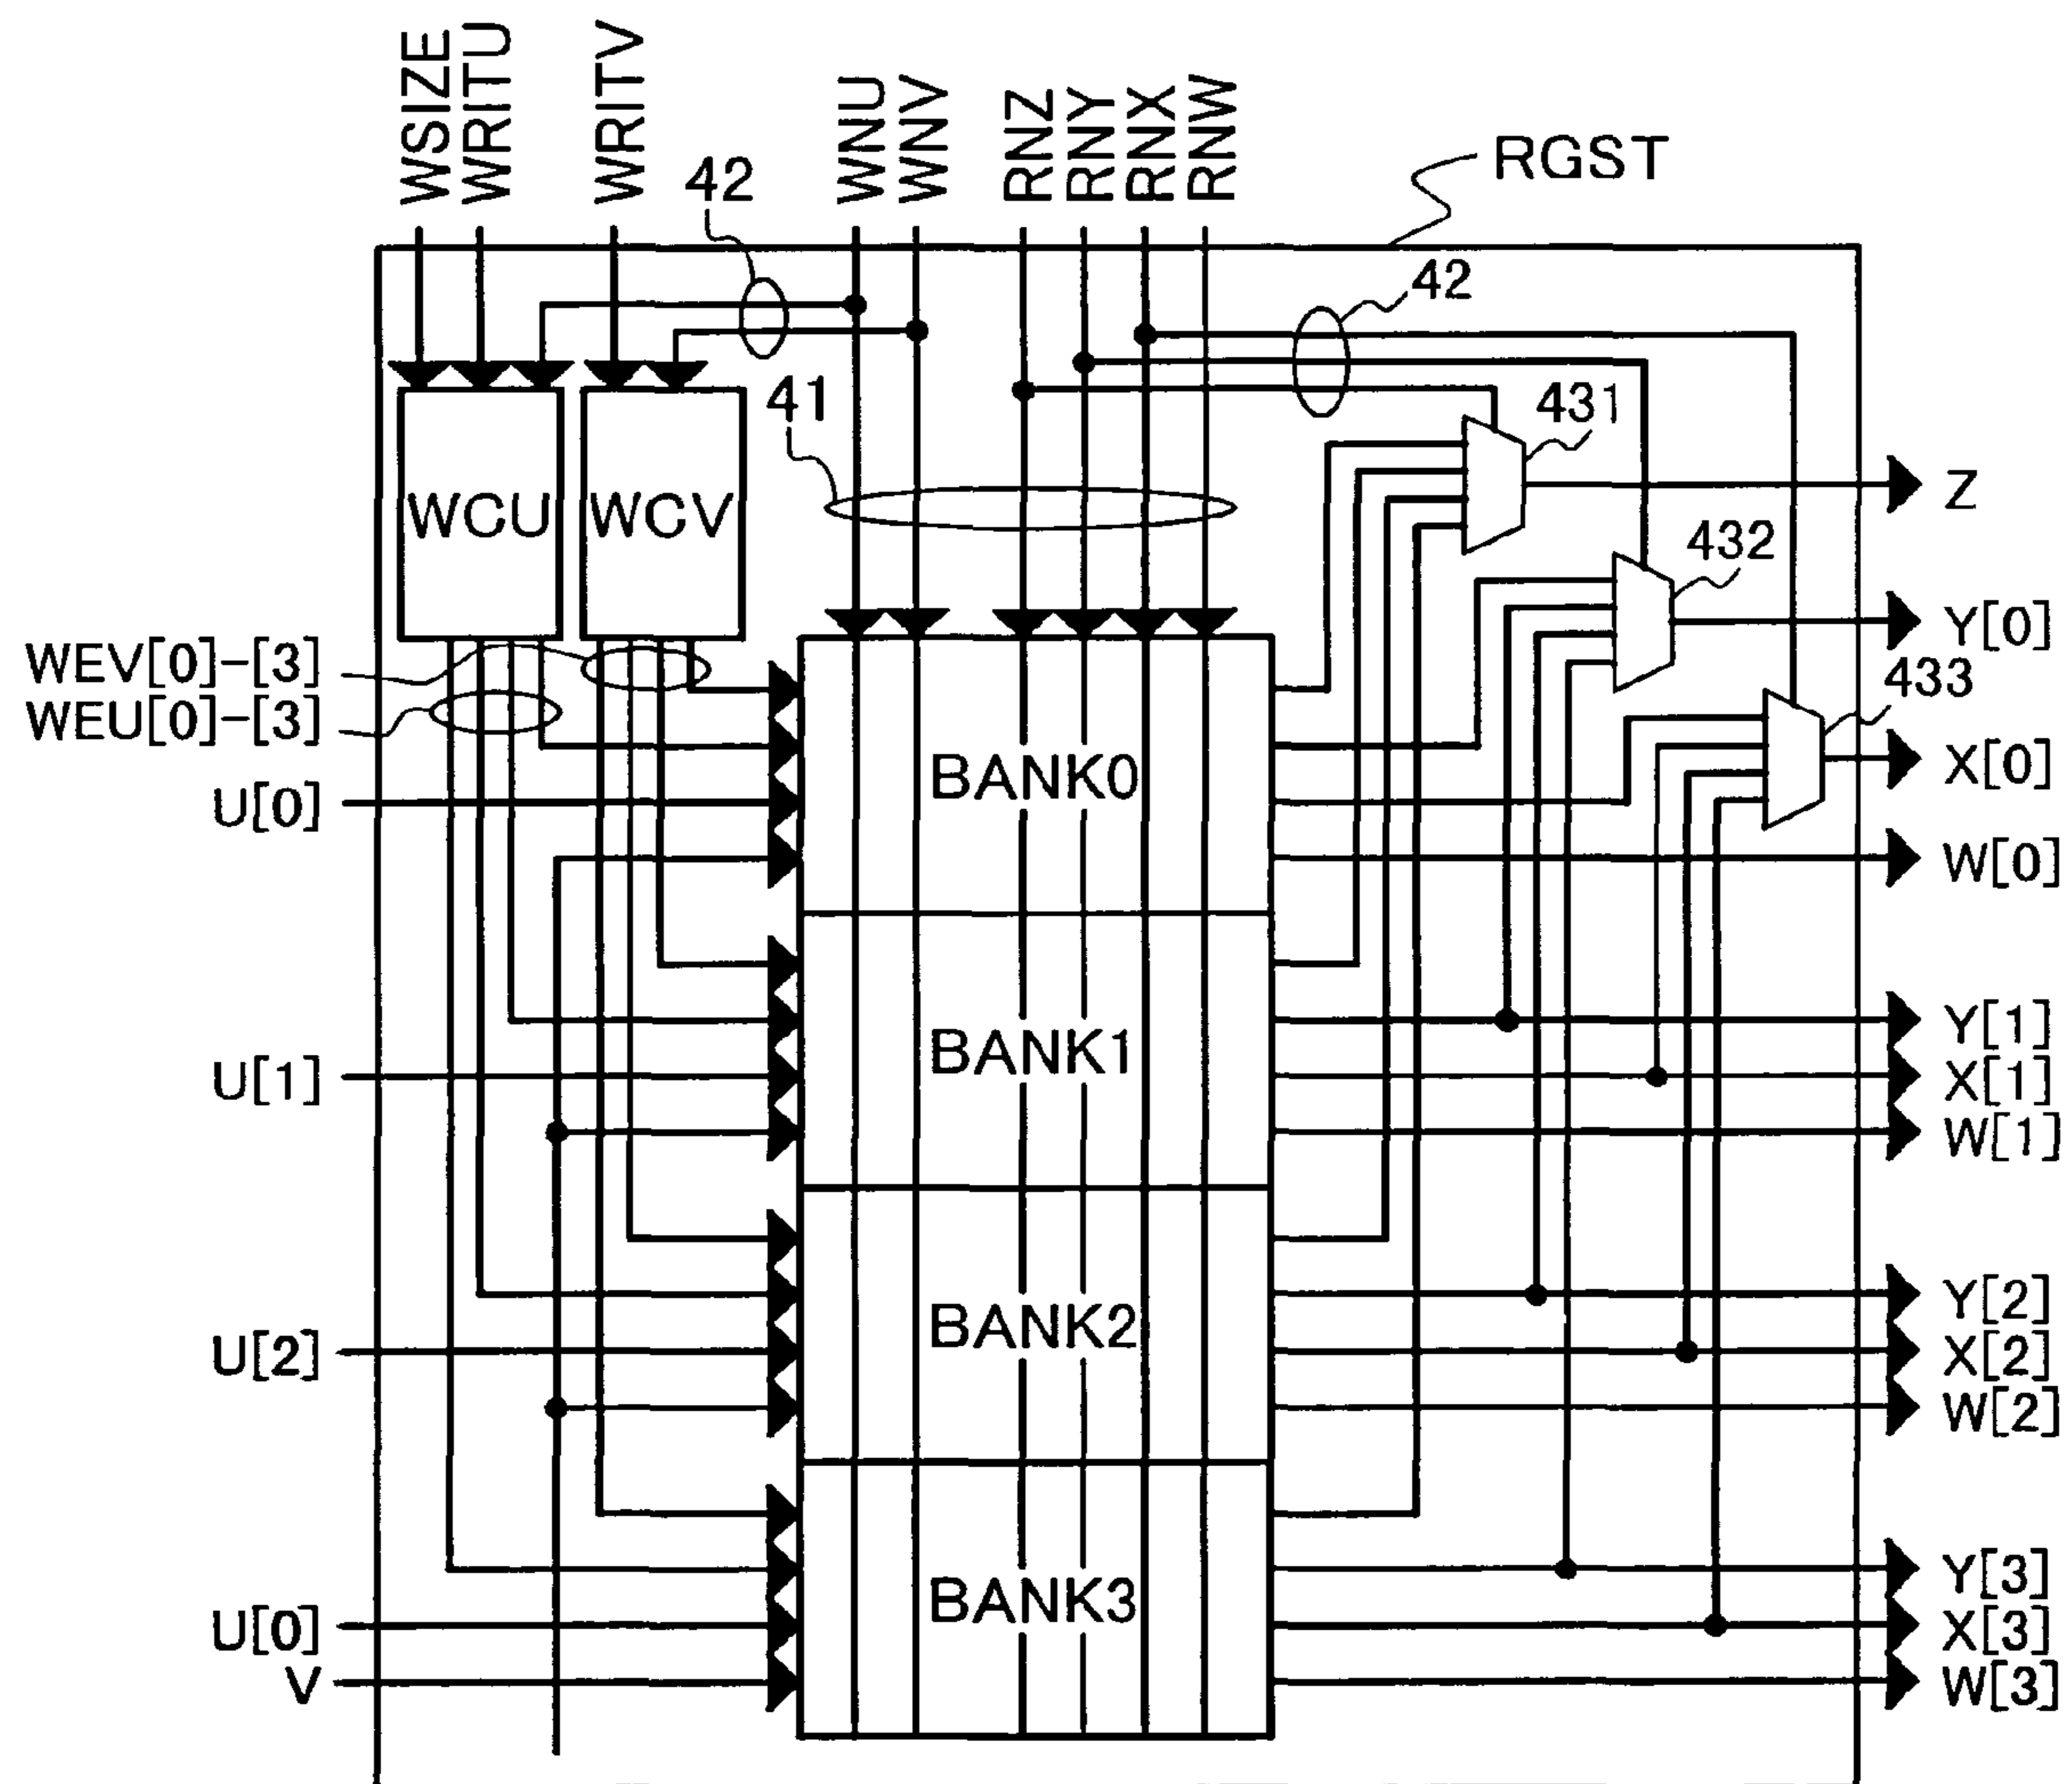 WSIZE
WRITU
WRITV
WNU
WNV
RNZ
RNY
RNX
RNW
RGST
42
42
41
431
WCU
WCV
Z
432
Y[0]
WEV[0]-[3]
433
WEU[0]-[3]
BANK0
X[0]
U[0]
W[0]
Y[1]
BANK1
U[1]
X[1]
W[1]
Y[2]
BANK2
U[2]
X[2]
W[2]
Y[3]
BANK3
U[0]
X[3]
V
W[3]